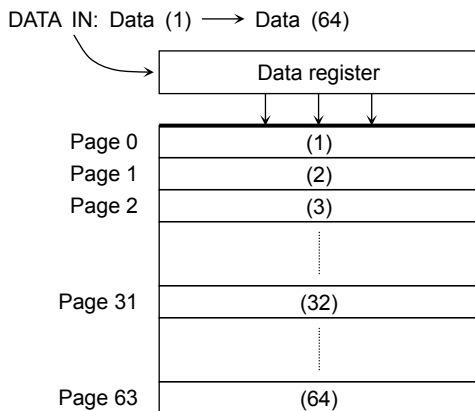 DATA IN: Data (1) → Data (64)
Data register
Page 0 (1)
Page 1 (2)
Page 2 (3)
Page 31 (32)
Page 63 (64)